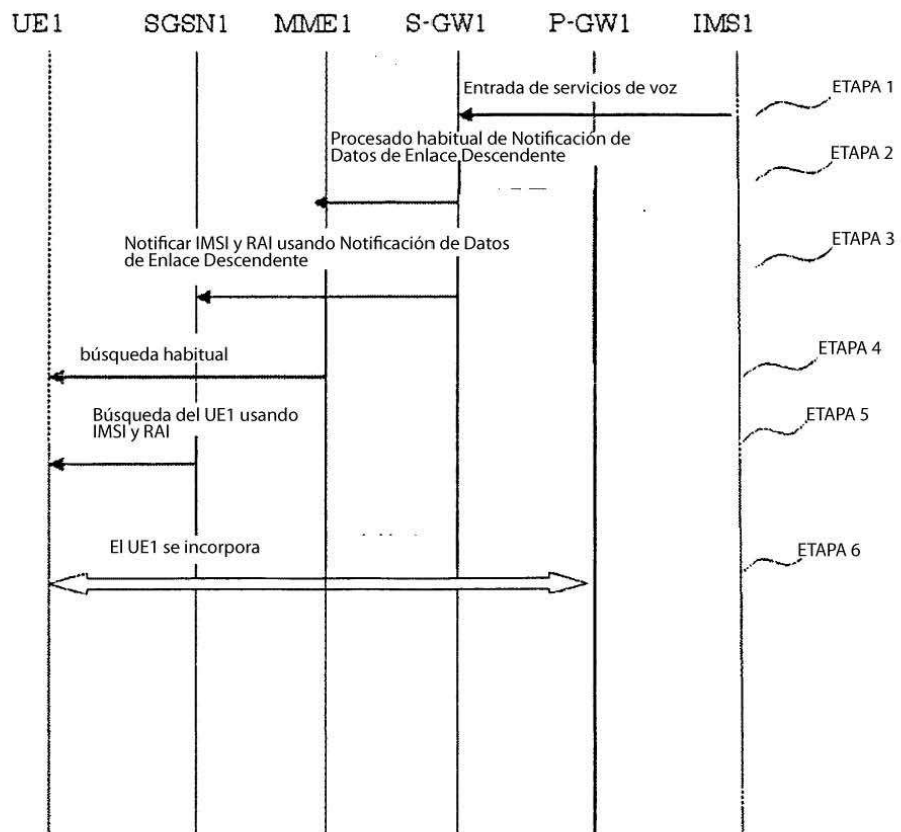 UE1 SGSN1 MME1 S-GW1 P-GW1 IMS1
Entrada de servicios de voz
ETAPA 1
Procesado habitual de Notificación de
Datos de Enlace Descendente
ETAPA 2
Notificar IMSI y RAI usando Notificación de Datos
de Enlace Descendente
ETAPA 3
búsqueda habitual
ETAPA 4
Búsqueda del UE1 usando
IMSI y RAI
ETAPA 5
El UE1 se incorpora
ETAPA 6